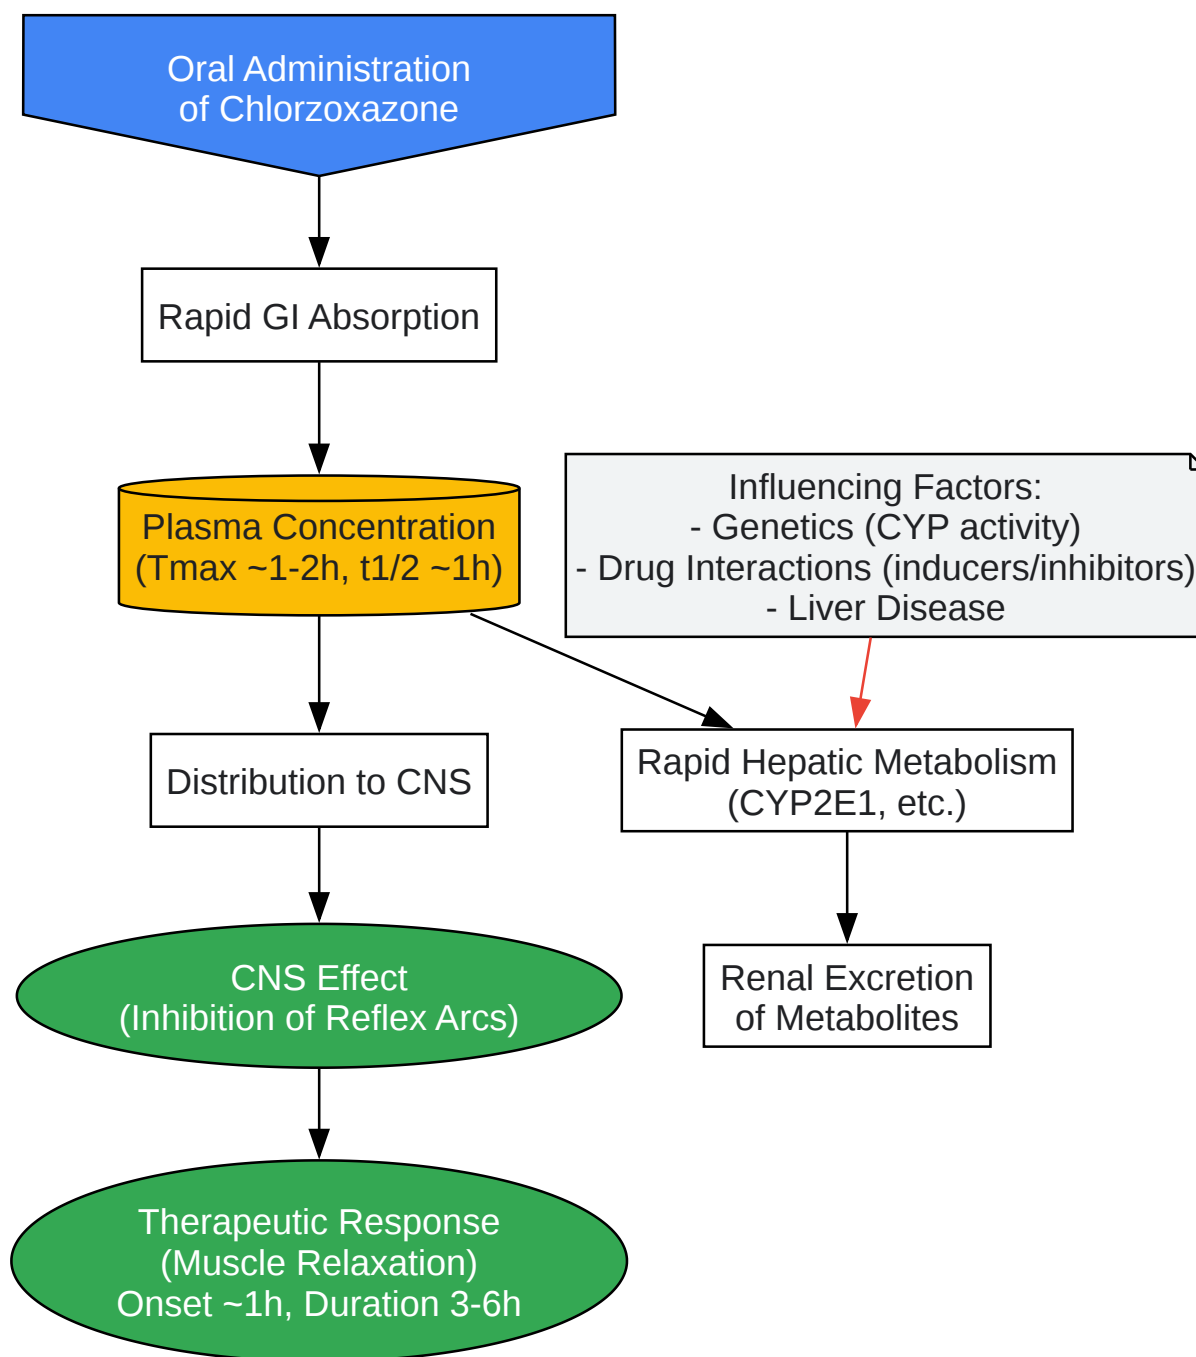 Oral Administration
of Chlorzoxazone
Rapid GI Absorption
Plasma Concentration
(Tmax ~1-2h, t1/2 ~1h)
Influencing Factors:
- Genetics (CYP activity)
- Drug Interactions (inducers/inhibitors)
- Liver Disease
Distribution to CNS
Rapid Hepatic Metabolism
(CYP2E1, etc.)
CNS Effect
(Inhibition of Reflex Arcs)
Renal Excretion
of Metabolites
Therapeutic Response
(Muscle Relaxation)
Onset ~1h, Duration 3-6h